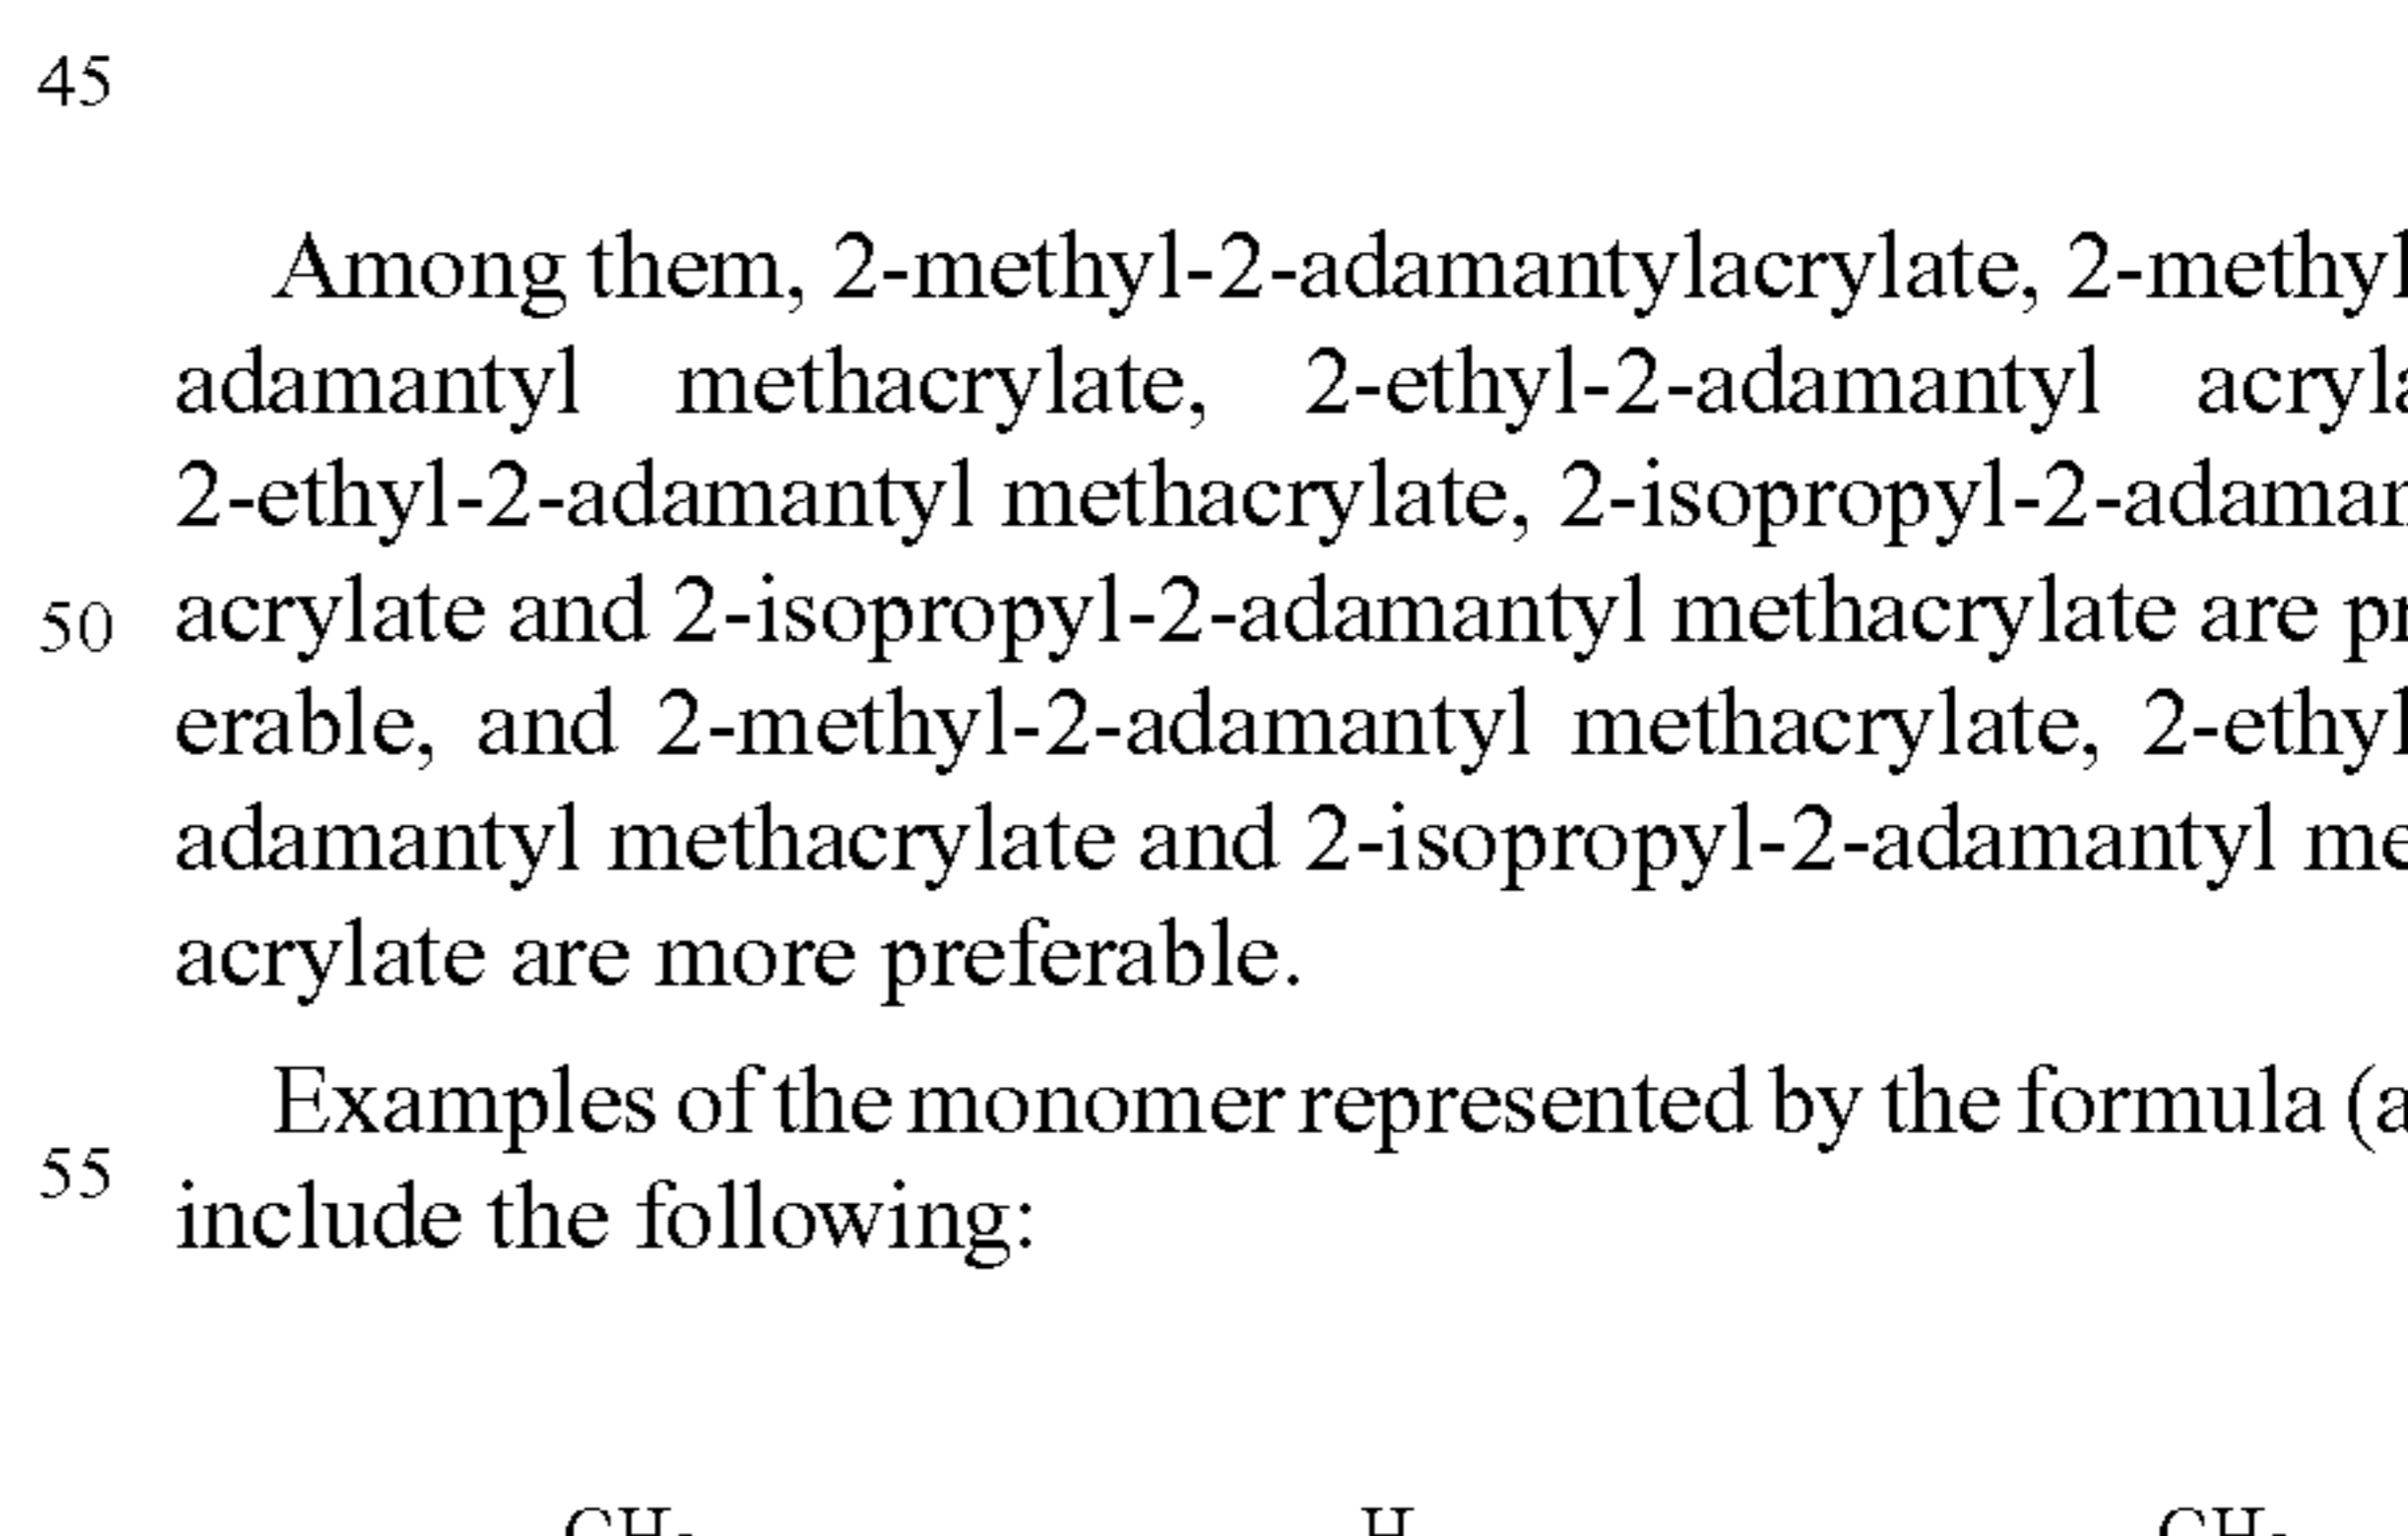 45
Among them, 2-methyl-2-adamantylacrylate, 2-methyl
adamantyl methacrylate, 2-ethyl-2-adamantyl
2-ethyl-2-adamantyl methacrylate, 2-isopropyl-2-
50 acrylate and 2-isopropyl-2-adamantyl methacrylate are
erable, and 2-methyl-2-adamantyl methacrylate, 2-ethyl
adamantyl methacrylate and 2-isopropyl-2-adamantyl
acrylate are more preferable.
Examples of the monomer represented by the formula (a
55
include the following:
H